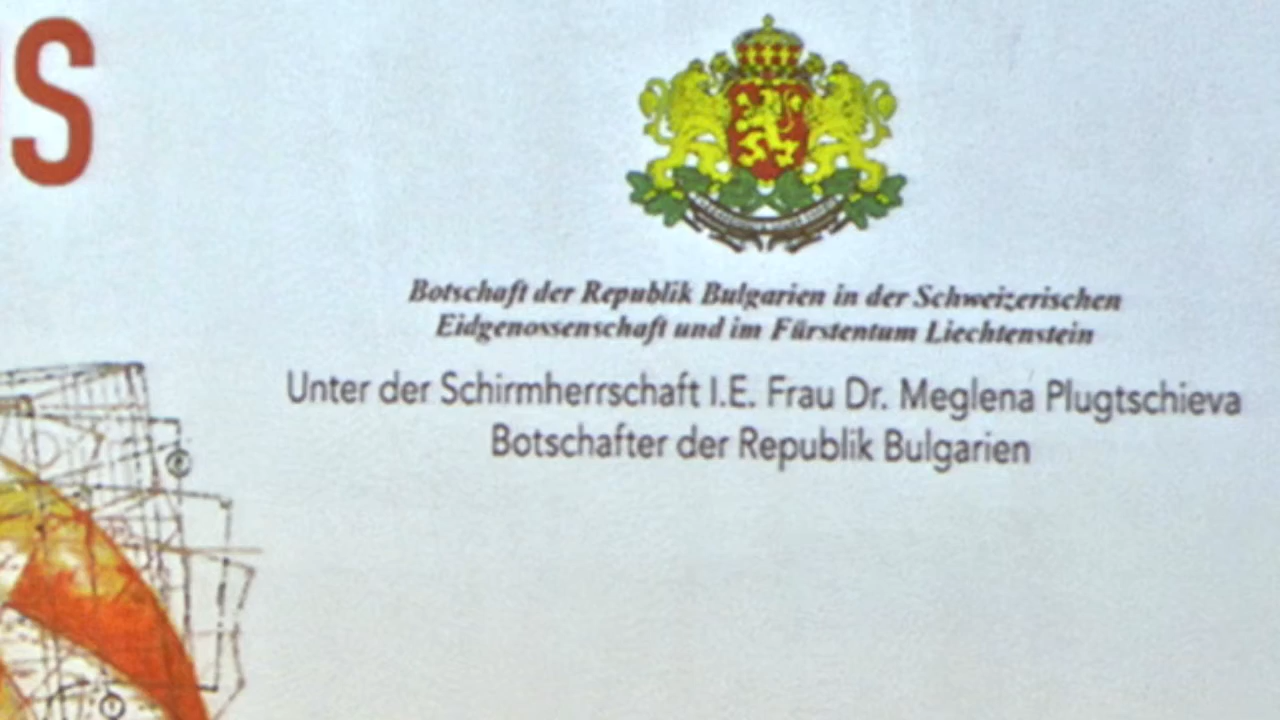 S
Botschaft der Republik Bulgarien in der Schweizerischen
Eidgenossenschaft und im Fürstentum Liechtenstein
Unter der Schirmherrschaft I.E. Frau Dr. Meglena Plugtschieva
Botschafter der Republik Bulgarien